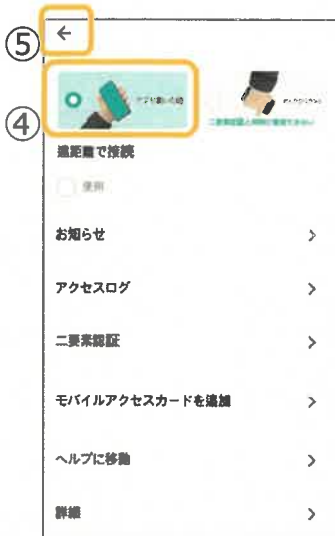 ⑤
←
④
遠距離で接続
使用
お知らせ
>
アクセスログ
>
二要素認証
>
モバイルアクセスカードを追加
>
ヘルプに移動
>
詳細
>